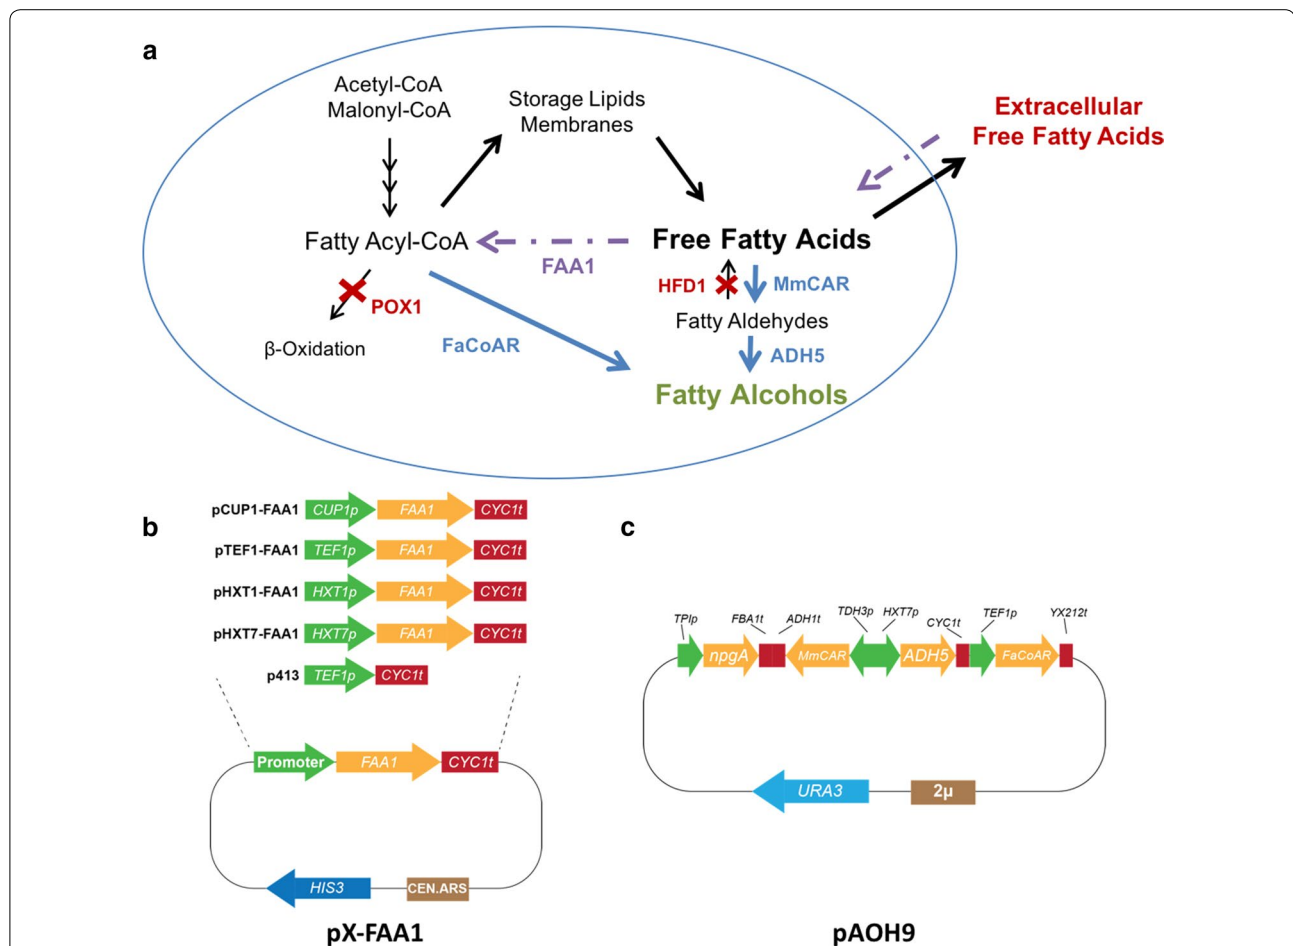 a
Acetyl-CoA
Malonyl-CoA
Storage Lipids
Membranes
Extracellular
Free Fatty Acids
Fatty Acyl-CoA
FAA1
Free Fatty Acids
POX1
HFD1
MmCAR
Fatty Aldehydes
β-Oxidation
FaCoAR
ADH5
Fatty Alcohols
b
pCUP1-FAA1 CUP1p FAA1 CYC1t
pTEF1-FAA1 TEF1p FAA1 CYC1t
pHXT1-FAA1 HXT1p FAA1 CYC1t
pHXT7-FAA1 HXT7p FAA1 CYC1t
p413 TEF1p CYC1t
Promoter FAA1 CYC1t
HIS3 CEN.ARS
pX-FAA1
c
TPIp FBA1t ADH1t TDH3p HXT7p CYC1t TEF1p YX212t
npgA MmCAR ADH5 FaCoAR
URA3 2μ
pAOH9